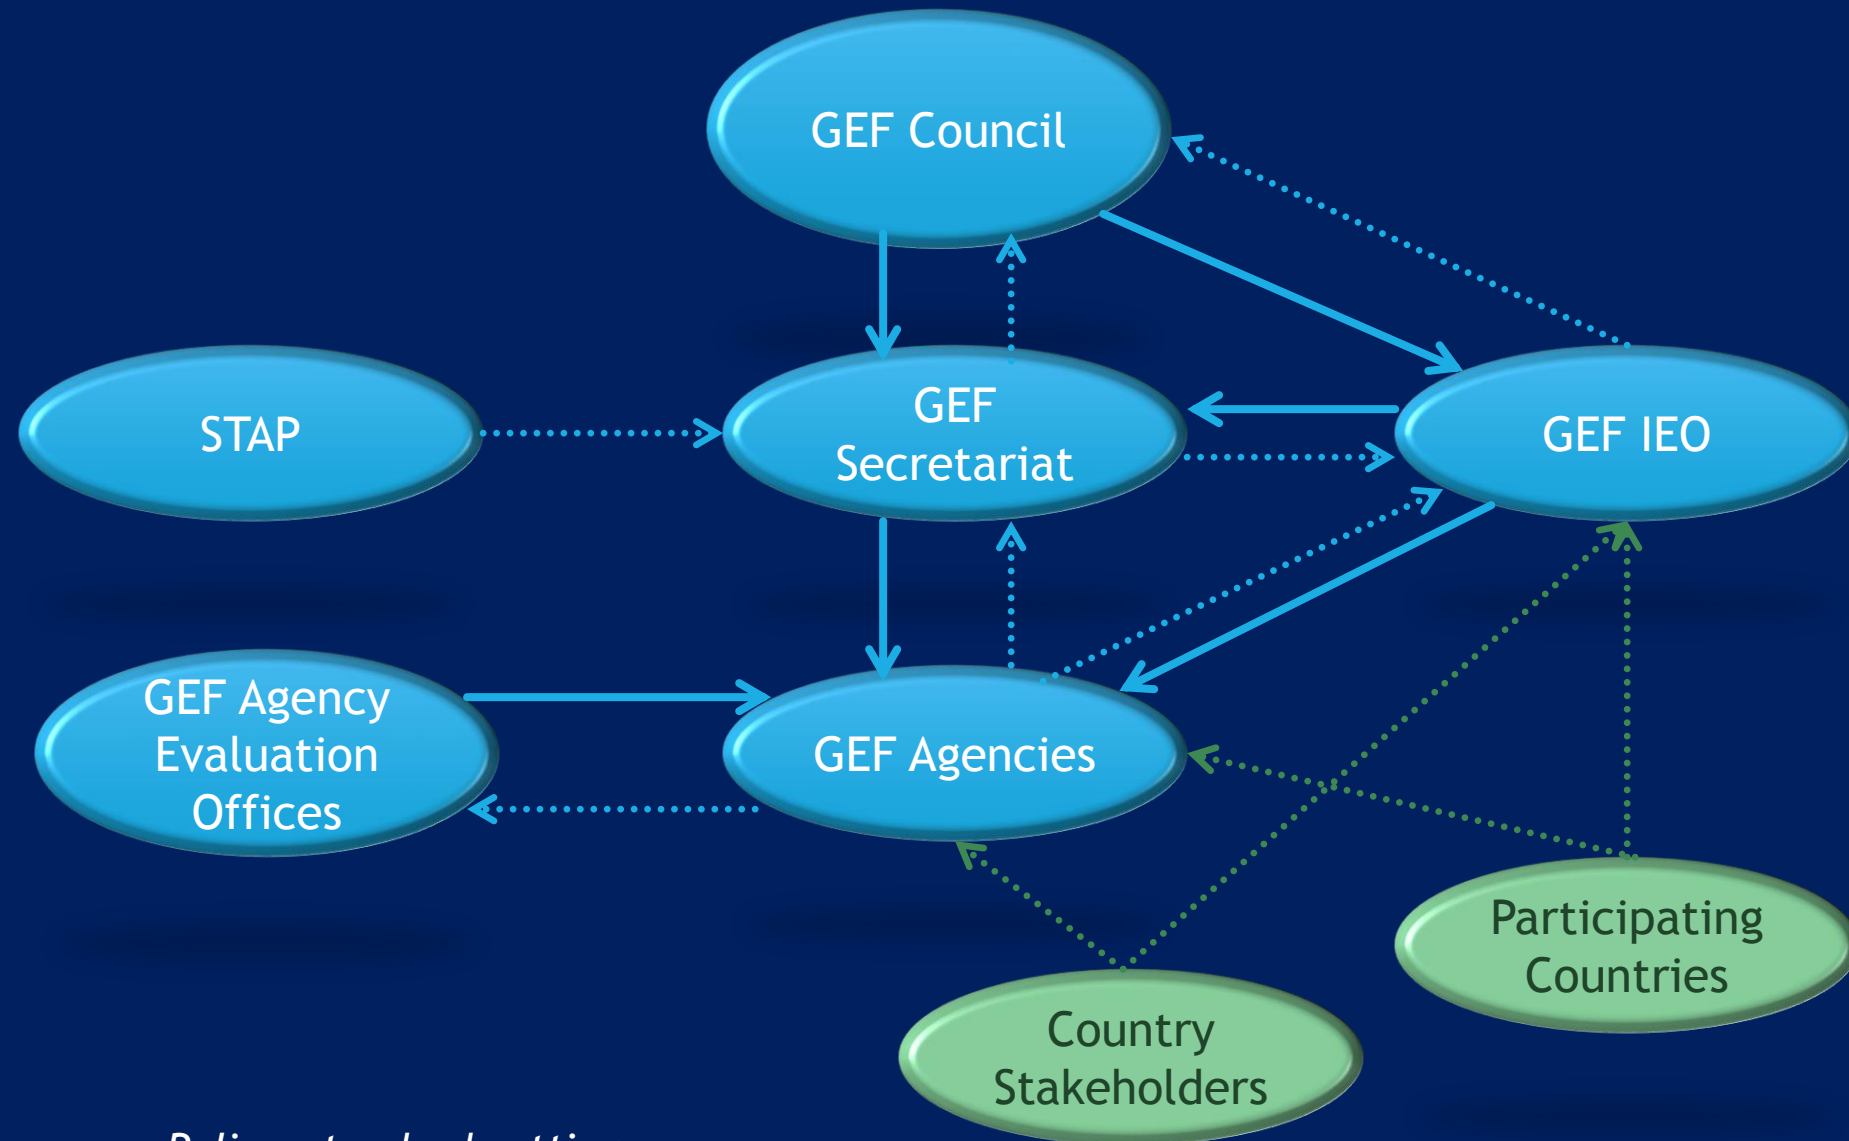 GEF Council
STAP
GEF
Secretariat
GEF IEO
GEF Agency
Evaluation
Offices
GEF Agencies
Participating
Countries
Country
Stakeholders